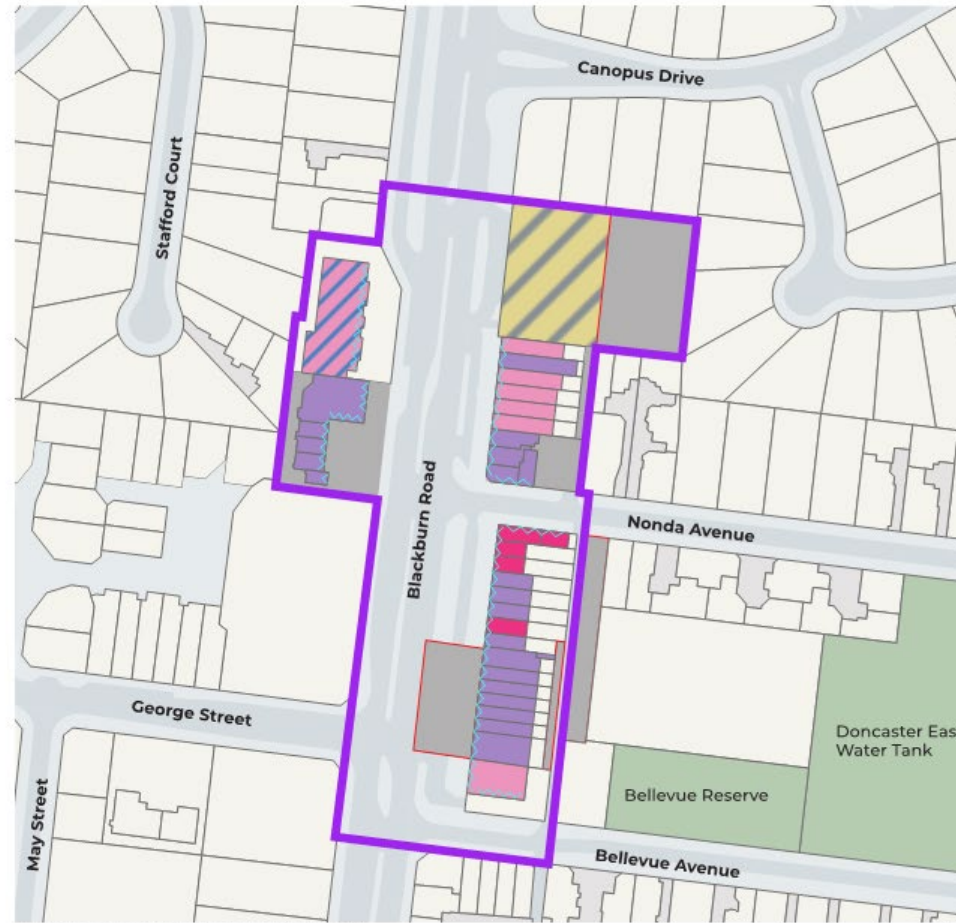 Canopus Drive
Stafford Court
Nonda Avenue
Blackburn Road
George Street
Doncaster Eas
Water Tank
Bellevue Reserve
May Street
Bellevue Avenue